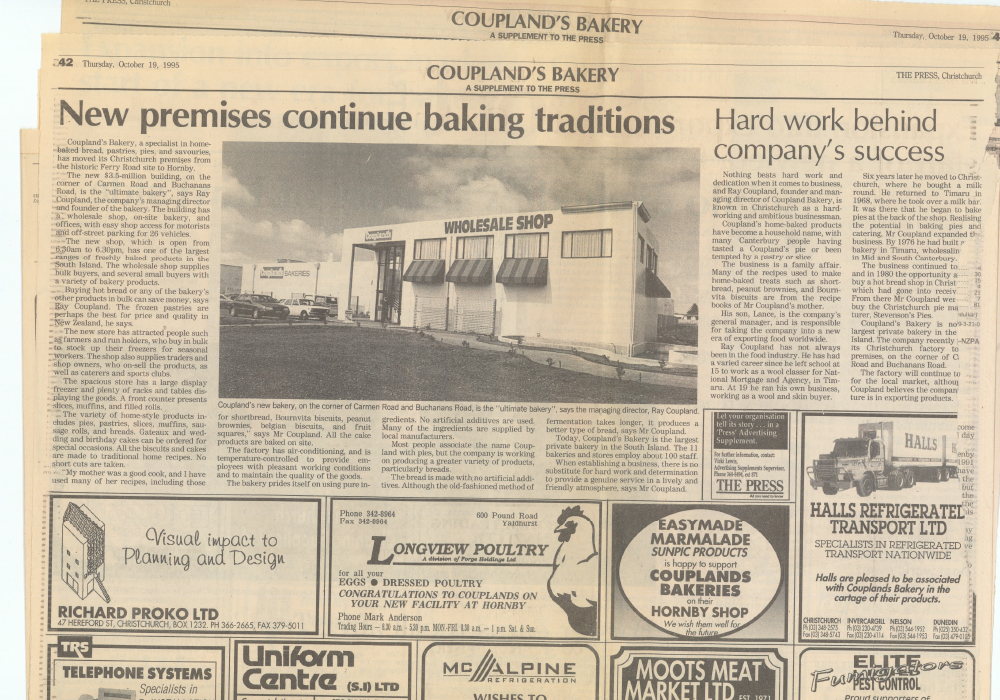 THE PRESS, Christchurch
COUPLAND'S BAKERY
A SUPPLEMENT TO THE PRESS
Thursday, October 19, 1995
42 Thursday, October 19, 1995
COUPLAND'S BAKERY
A SUPPLEMENT TO THE PRESS
THE PRESS, Christchurch
New premises continue baking traditions
Coupland's Bakery, a specialist in home-
baked bread, pastries, pies, and savouries,
has moved its Christchurch premises from
the historic Ferry Road site to Hornby.
The new $3.5-million building, on the
corner of Carmen Road and Buchanans
Road, is the "ultimate bakery", says Ray
Coupland, the company's managing director
and founder of the bakery. The building has
a wholesale shop, on-site bakery, and
offices, with easy shop access for motorists
and off-street parking for 26 vehicles.
The new shop, which is open from
6.30am to 6.30pm, has one of the largest
ranges of freshly baked products in the
South Island. The wholesale shop supplies
bulk buyers, and several small buyers with
a variety of bakery products.
Buying hot bread or any of the bakery's
other products in bulk can save money, says
Ray Coupland. The frozen pastries are
perhaps the best for price and quality in
New Zealand, he says.
The new store has attracted people such
as farmers and run holders, who buy in bulk
to stock up their freezers for seasonal
workers. The shop also supplies traders and
shop owners, who on-sell the products, as
well as caterers and sports clubs.
The spacious store has a large display
freezer and plenty of racks and tables dis-
playing the goods. A front counter presents
slices, muffins, and filled rolls.
The variety of home-style products in-
cludes pies, pastries, slices, muffins, sau-
sage rolls, and breads. Gateaux and wed-
ding and birthday cakes can be ordered for
special occasions. All the biscuits and cakes
are made to traditional home recipes. No
short cuts are taken.
"My mother was a good cook, and I have
used many of her recipes, including those
WHOLESALE SHOP
BAKERIES
Coupland's new bakery, on the corner of Carmen Road and Buchanans Road, is the "ultimate bakery", says the managing director, Ray Coupland.
for shortbread, Bournvita biscuits, peanut
brownies, belgian biscuits, and fruit
squares," says Mr Coupland. All the cake
products are baked on site.
The factory has air-conditioning, and is
temperature-controlled to provide em-
ployees with pleasant working conditions
and to maintain the quality of the goods.
The bakery prides itself on using pure in-
gredients. No artificial additives are used.
Many of the ingredients are supplied by
local manufacturers.
Most people associate the name Coup-
land with pies, but the company is working
on producing a greater variety of products,
particularly breads.
The bread is made with no artificial addi-
tives. Although the old-fashioned method of
fermentation takes longer, it produces a
better type of bread, says Mr Coupland.
Today, Coupland's Bakery is the largest
private bakery in the South Island. The 11
bakeries and stores employ about 100 staff.
When establishing a business, there is no
substitute for hard work and determination
to provide a genuine service in a lively and
friendly atmosphere, says Mr Coupland.
Hard work behind
company's success
Nothing beats hard work and
dedication when it comes to business,
and Ray Coupland, founder and man-
aging director of Coupland Bakery, is
known in Christchurch as a hard-
working and ambitious businessman.
Coupland's home-baked products
have become a household name, with
many Canterbury people having
tasted a Coupland's pie or been
tempted by a pastry or slice.
The business is a family affair.
Many of the recipes used to make
home-baked treats such as short-
bread, peanut brownies, and Bourn-
vita biscuits are from the recipe
books of Mr Coupland's mother.
His son, Lance, is the company's
general manager, and is responsible
for taking the company into a new
era of exporting food worldwide.
Ray Coupland has not always
been in the food industry. He has had
a varied career since he left school at
15 to work as a wool classer for Nat-
ional Mortgage and Agency, in Tim-
aru. At 19 he ran his own business,
working as a wool and skin buyer.
Six years later he moved to Christ-
church, where he bought a milk
round. He returned to Timaru in
1968, where he took over a milk bar.
It was there that he began to bake
pies at the back of the shop. Realising
the potential in baking pies and
catering, Mr Coupland expanded th
business. By 1976 he had built
bakery in Timaru, wholesalin
in Mid and South Canterbury.
The business continued to
and in 1980 the opportunity a
buy a hot bread shop in Christ
which had gone into receiv
From there Mr Coupland wer
buy the Christchurch pie ma
turer, Stevenson's Pies.
Coupland's Bakery is no
largest private bakery in the
Island. The company recently
its Christchurch factory to
premises, on the corner of C
Road and Buchanans Road.
The factory will continue to
for the local market, althoug
Coupland believes the compan
ture is in exporting products.
NZPA
Let your organisation
tell its story . . . in a
'Press' Advertising
Supplement.
For further information, contact:
Vicki Lowry,
Advertising Supplements Supervisor,
THE PRESS
All you need to know
HALLS
HALLS REFRIGERATE
TRANSPORT LTD
SPECIALISTS IN REFRIGERATED
TRANSPORT NATIONWIDE
Halls are pleased to be associated
with Couplands Bakery in the
cartage of their products.
CHRISTCHURCH INVERCARGILL NELSON DUNEDIN
Visual impact to
Planning and Design
RICHARD PROKO LTD
47 HEREFORD ST, CHRISTCHURCH, BOX 1232. PH 366-2665, FAX 379-5011
Phone 342-8964
Fax 342-8964
600 Pound Road
Yaldhurst
LONGVIEW POULTRY
A division of Forge Holdings Ltd
for all your
EGGS ● DRESSED POULTRY
CONGRATULATIONS TO COUPLANDS ON
YOUR NEW FACILITY AT HORNBY
Phone Mark Anderson
Trading Hours — 8.30 a.m. - 5.30 p.m. MON-FRI. 9.30 a.m. — 1 p.m. Sat. & Sun.
EASYMADE
MARMALADE
SUNPIC PRODUCTS
is happy to support
COUPLANDS
BAKERIES
on their
HORNBY SHOP
We wish them well for
the future
TRS
TELEPHONE SYSTEMS
Specialists in
Uniform
Centre (S.I) LTD
McALPINE
REFRIGERATION
WISHES TO
MOOTS MEAT
MARKET LTD EST. 1971
ELITE
PEST CONTROL
Fumigators
Proud supporters of